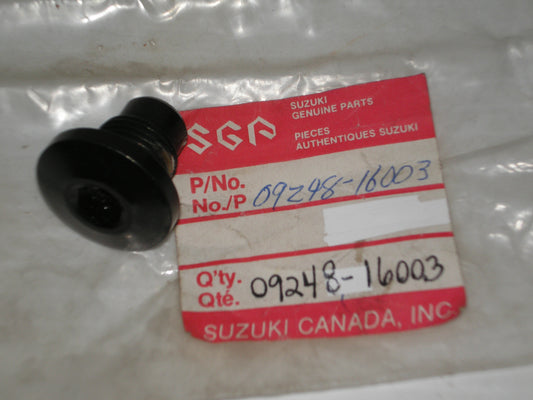 SGP
SUZUKI
GENUINE PARTS
PIECES
AUTHENTIQUES SUZUKI
P/No.
No./P
09248-16003
Q'ty.
Qté.
09248-16003
SUZUKI CANADA, INC.